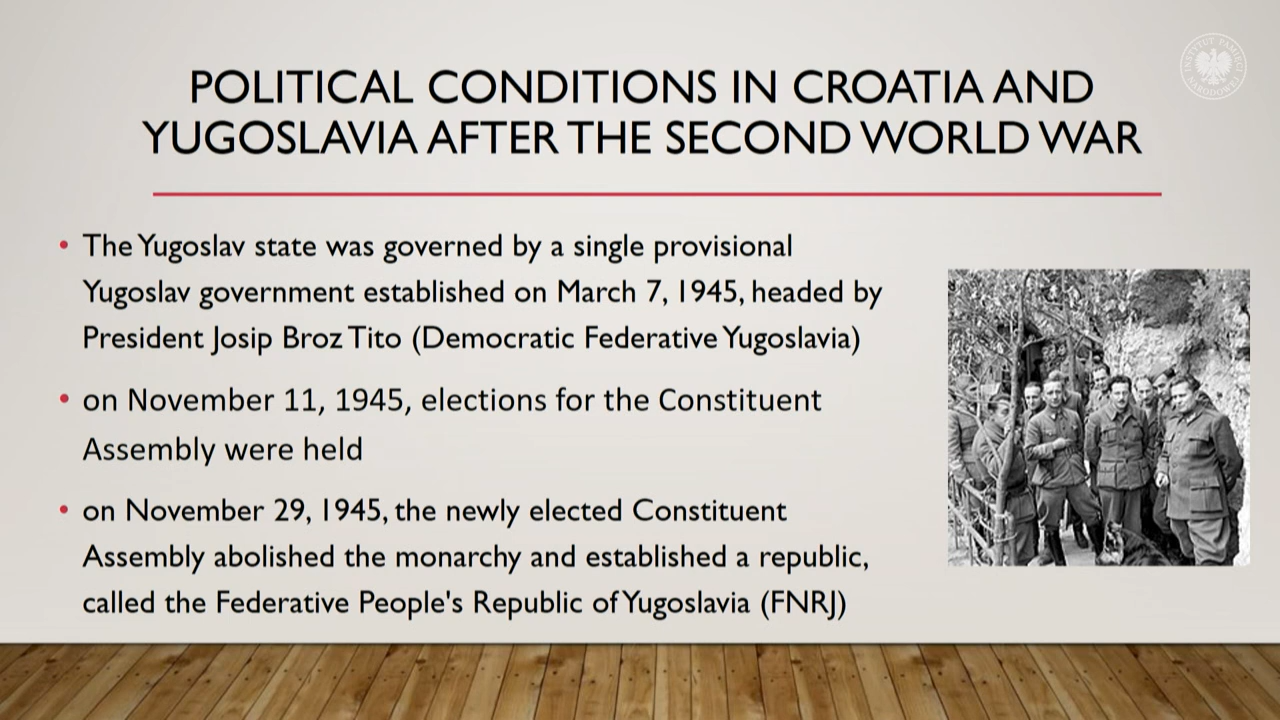 POLITICAL CONDITIONS IN CROATIA AND
YUGOSLAVIA AFTER THE SECOND WORLD WAR
• The Yugoslav state was governed by a single provisional
Yugoslav government established on March 7, 1945, headed by
President Josip Broz Tito (Democratic Federative Yugoslavia)
• on November 11, 1945, elections for the Constituent
Assembly were held
• on November 29, 1945, the newly elected Constituent
Assembly abolished the monarchy and established a republic,
called the Federative People's Republic of Yugoslavia (FNRJ)
INSTYTUT PAMIĘCI NARODOWEJ